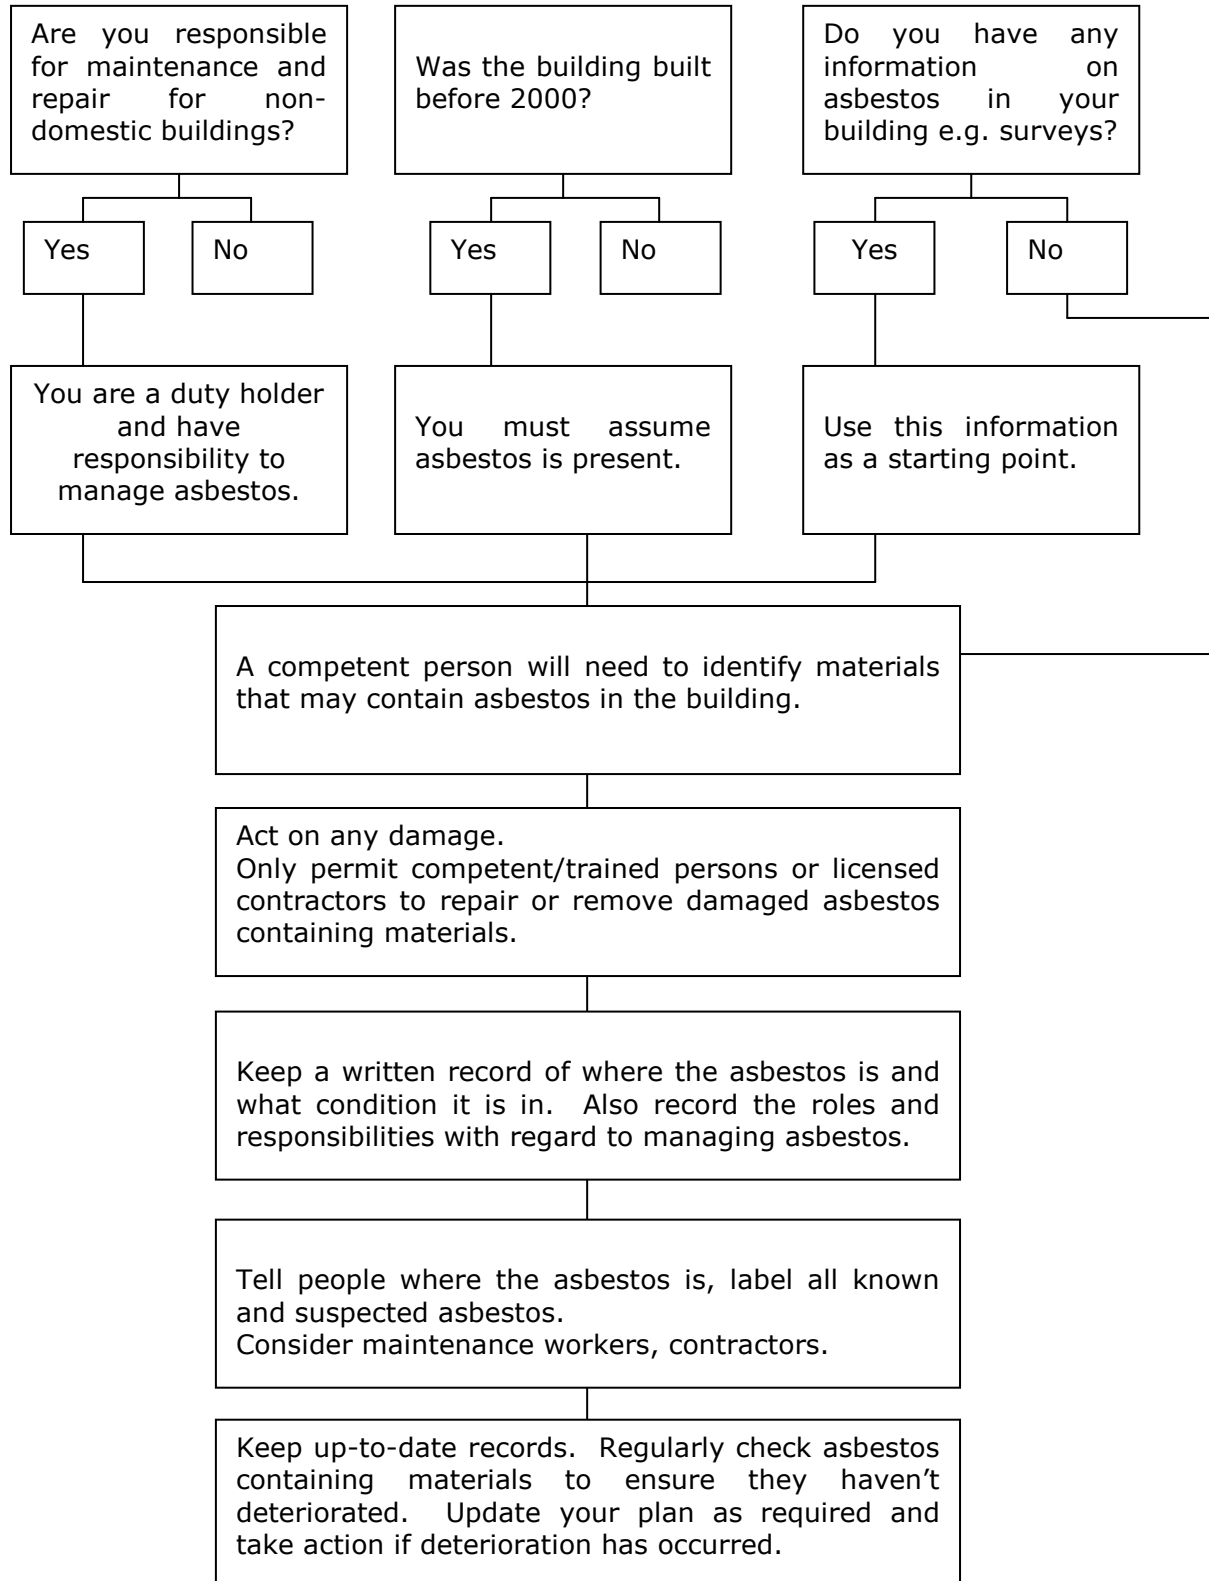 Are you responsible
for maintenance and
repair for non-
domestic buildings?
Was the building built
before 2000?
Do you have any
information on
asbestos in your
building e.g. surveys?
Yes
No
Yes
No
Yes
No
You are a duty holder
and have
responsibility to
manage asbestos.
You must assume
asbestos is present.
Use this information
as a starting point.
A competent person will need to identify materials
that may contain asbestos in the building.
Act on any damage.
Only permit competent/trained persons or licensed
contractors to repair or remove damaged asbestos
containing materials.
Keep a written record of where the asbestos is and
what condition it is in. Also record the roles and
responsibilities with regard to managing asbestos.
Tell people where the asbestos is, label all known
and suspected asbestos.
Consider maintenance workers, contractors.
Keep up-to-date records. Regularly check asbestos
containing materials to ensure they haven't
deteriorated. Update your plan as required and
take action if deterioration has occurred.